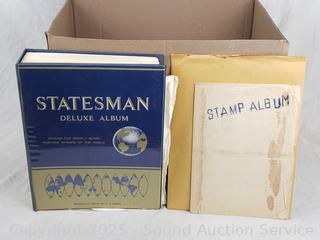 STATESMAN
DELUXE ALBUM
STAMP ALBUM
Copyright 2025 - Sound Auction Service